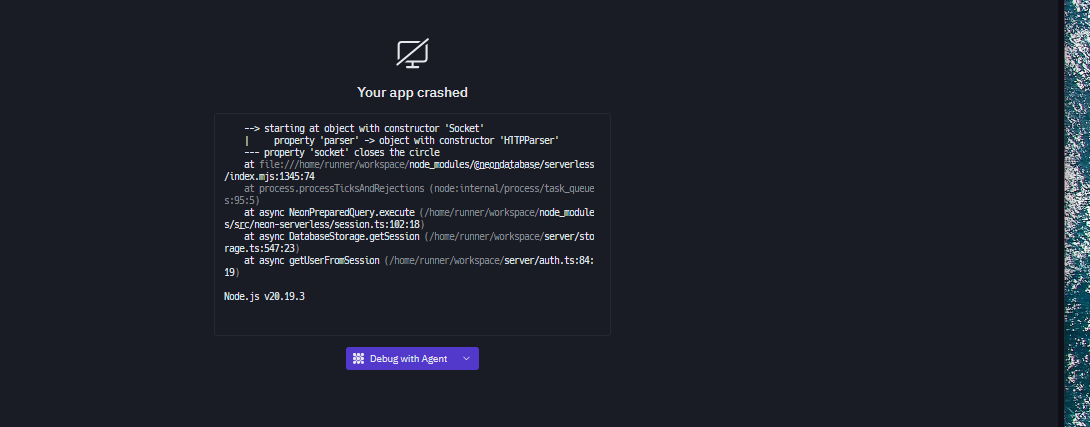 Your app crashed
--> starting at object with constructor 'Socket'
|     property 'parser' -> object with constructor 'HTTPParser'
--- property 'socket' closes the circle
at file:///home/runner/workspace/node_modules/@neondatabase/serverless
/index.mjs:1345:74
at process.processTicksAndRejections (node:internal/process/task_queue
s:95:5)
at async NeonPreparedQuery.execute (/home/runner/workspace/node_module
s/src/neon-serverless/session.ts:102:18)
at async DatabaseStorage.getSession (/home/runner/workspace/server/sto
rage.ts:547:23)
at async getUserFromSession (/home/runner/workspace/server/auth.ts:84:
19)
Node.js v20.19.3
Debug with Agent